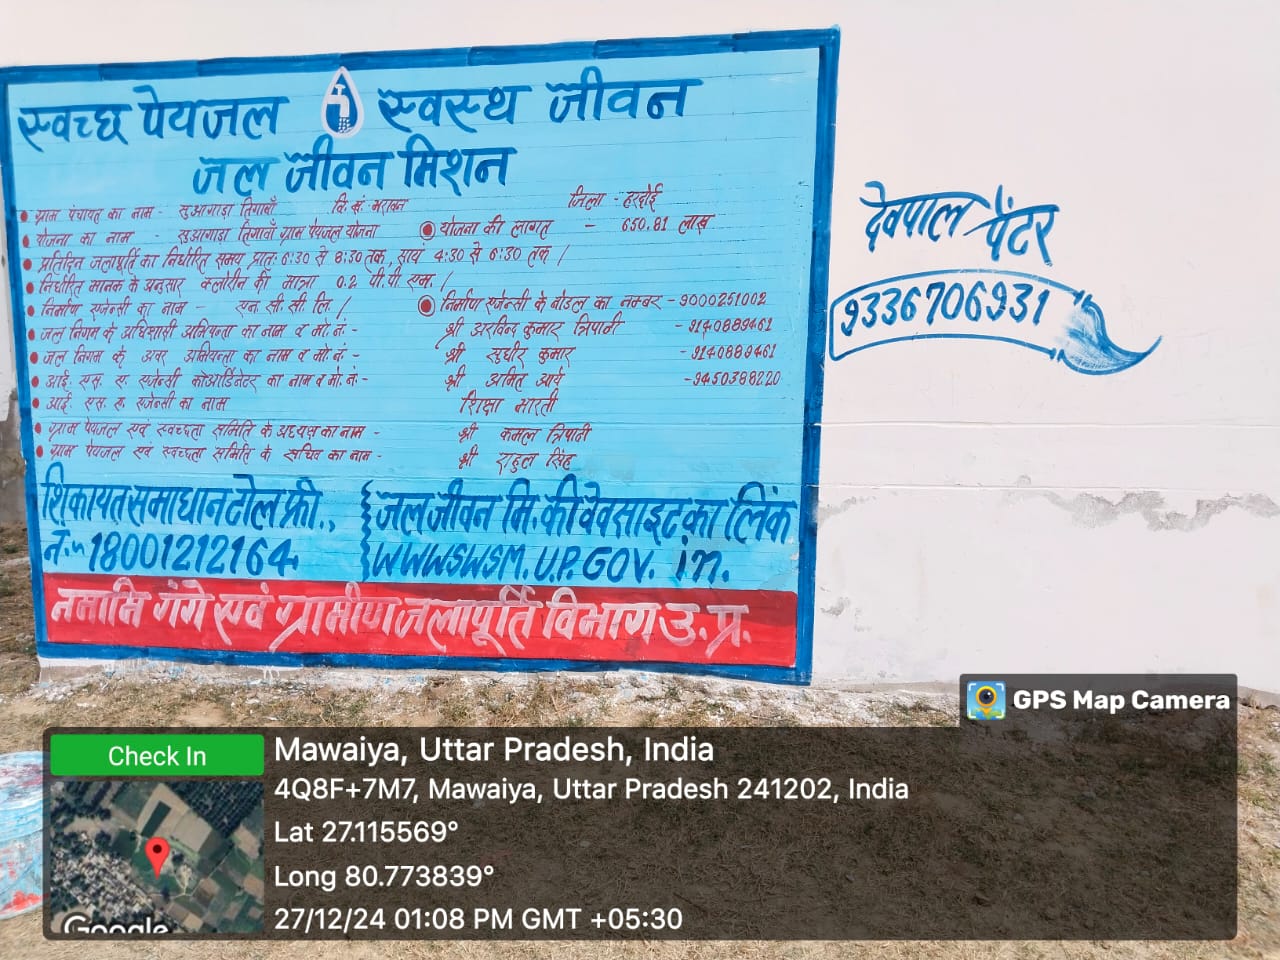 स्वच्छ पेयजल स्वस्थ जीवन
जल जीवन मिशन
ग्राम पंचायत का नाम - सुआगाड़ा तिगावाँ वि. खं. भरावन जिला - हरदोई
योजना का नाम - सुआगाड़ा तिगवाँ ग्राम पेयजल योजना योजना की लागत - 650.81 लाख
प्रतिदिन जलापूर्ति का निर्धारित समय प्रातः 6:30 से 8:30 तक, सायं 4:30 से 6:30 तक /
निर्धारित मानक के अनुसार क्लोरीन की मात्रा 0.2 पी. पी एम. /
निर्माण एजेन्सी का नाम - एन. सी. सी. लि. / निर्माण एजेन्सी के नोडल का नम्बर - 9000251002
जल निगम के अधिशासी अभियन्ता का नाम व मो. नं. - श्री अरविन्द कुमार त्रिपाठी - 9140889461
जल निगम के अवर अभियन्ता का नाम व मो. नं. - श्री सुधीर कुमार - 9140889461
आई. एस. ए. एजेन्सी कोआर्डिनेटर का नाम व मो. नं. - श्री अमित आर्य - 9450388220
आई. एस. ए. एजेन्सी का नाम शिक्षा भारती
ग्राम पेयजल एवं स्वच्छता समिति के अध्यक्ष का नाम - श्री कमल त्रिपाठी
ग्राम पेयजल एवं स्वच्छता समिति के सचिव का नाम - श्री राहुल सिंह
शिकायत समाधान टोल फ्री., जल जीवन मि. की वेवसाइट का लिंक
नं. 18001212164 WWWSWSM.U.P.GOV.in.
नमामि गंगे एवं ग्रामीण जलापूर्ति विभाग उ. प्र.
देवपाल पेंटर
9336706931
GPS Map Camera
Check In
Mawaiya, Uttar Pradesh, India
4Q8F+7M7, Mawaiya, Uttar Pradesh 241202, India
Lat 27.115569°
Long 80.773839°
27/12/24 01:08 PM GMT +05:30
Google